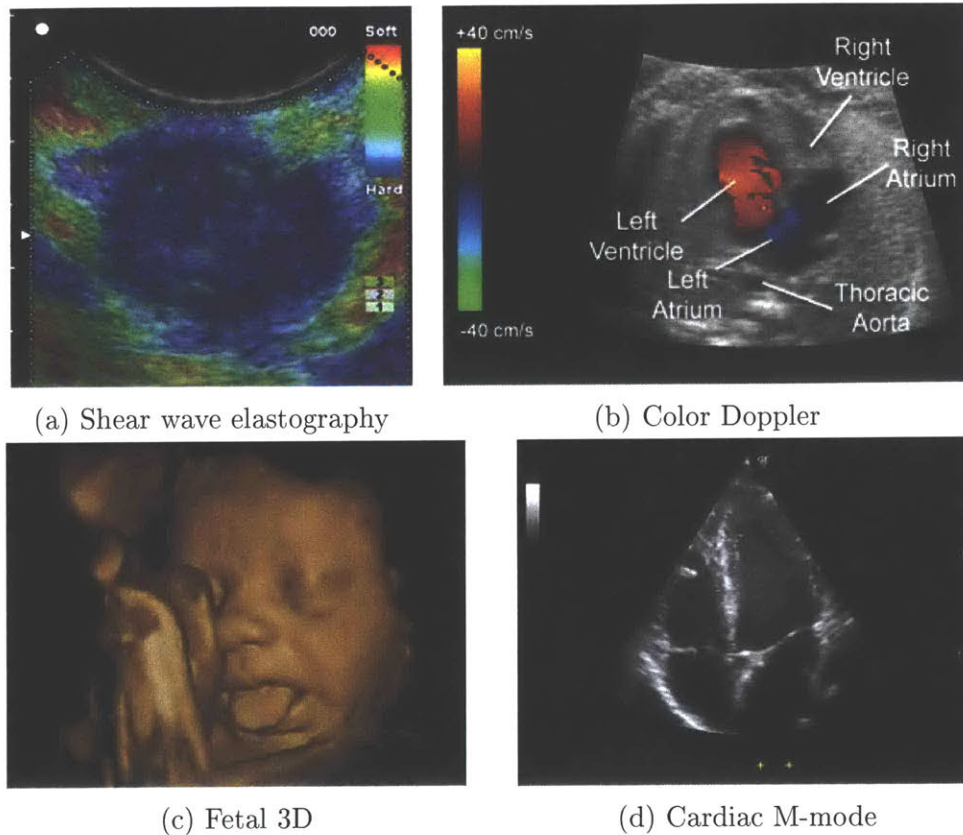 000
Soft
Hard
(a) Shear wave elastography
+40 cm/s
-40 cm/s
Right
Ventricle
Right
Atrium
Left
Ventricle
Left
Atrium
Thoracic
Aorta
(b) Color Doppler
(c) Fetal 3D
(d) Cardiac M-mode